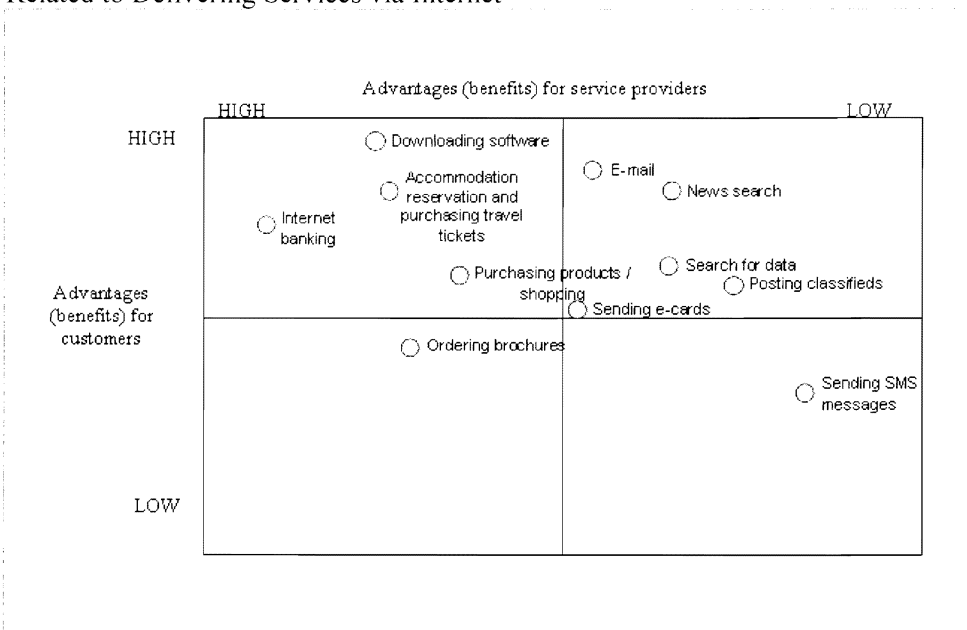 Related to Delivering Services via Internet
Advantages (benefits) for service providers
HIGH
LOW
HIGH
Downloading software
E-mail
Accommodation
reservation and
purchasing travel
tickets
News search
Internet
banking
Search for data
Purchasing products /
shopping
Posting classifieds
Advantages
(benefits) for
customers
Sending e-cards
Ordering brochures
Sending SMS
messages
LOW